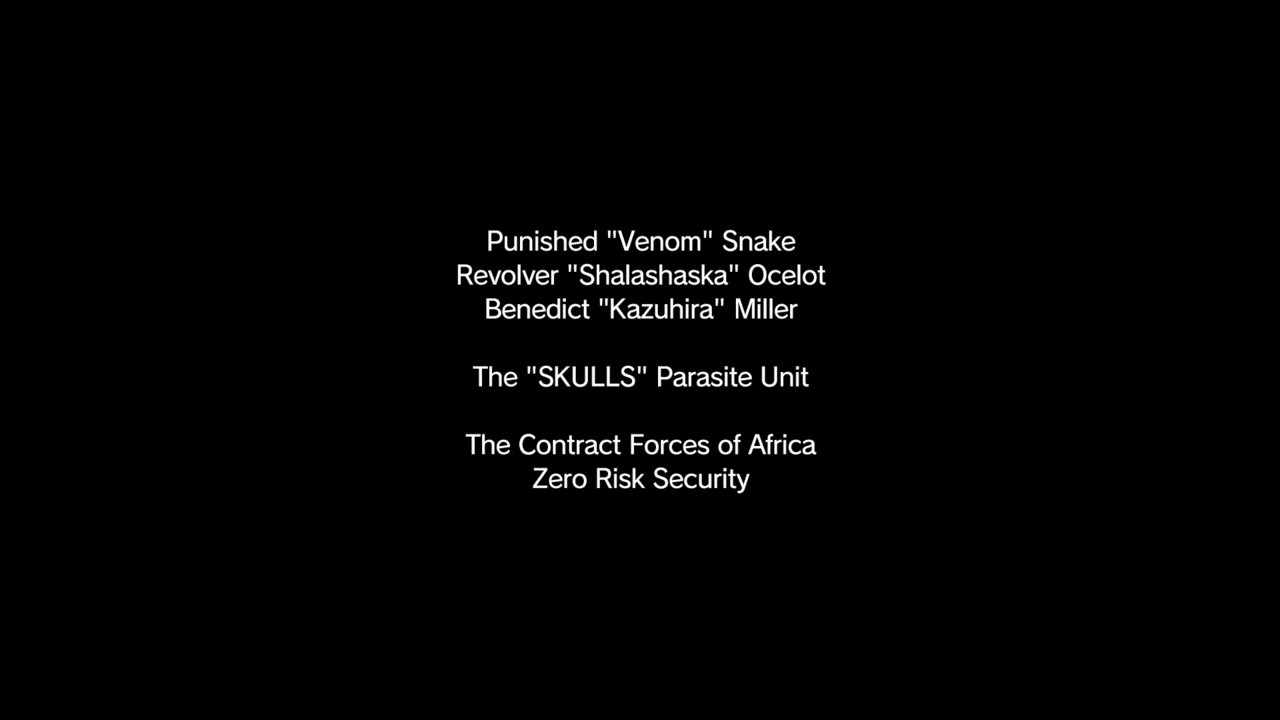 Punished "Venom" Snake
Revolver "Shalashaska" Ocelot
Benedict "Kazuhira" Miller
The "SKULLS" Parasite Unit
The Contract Forces of Africa
Zero Risk Security